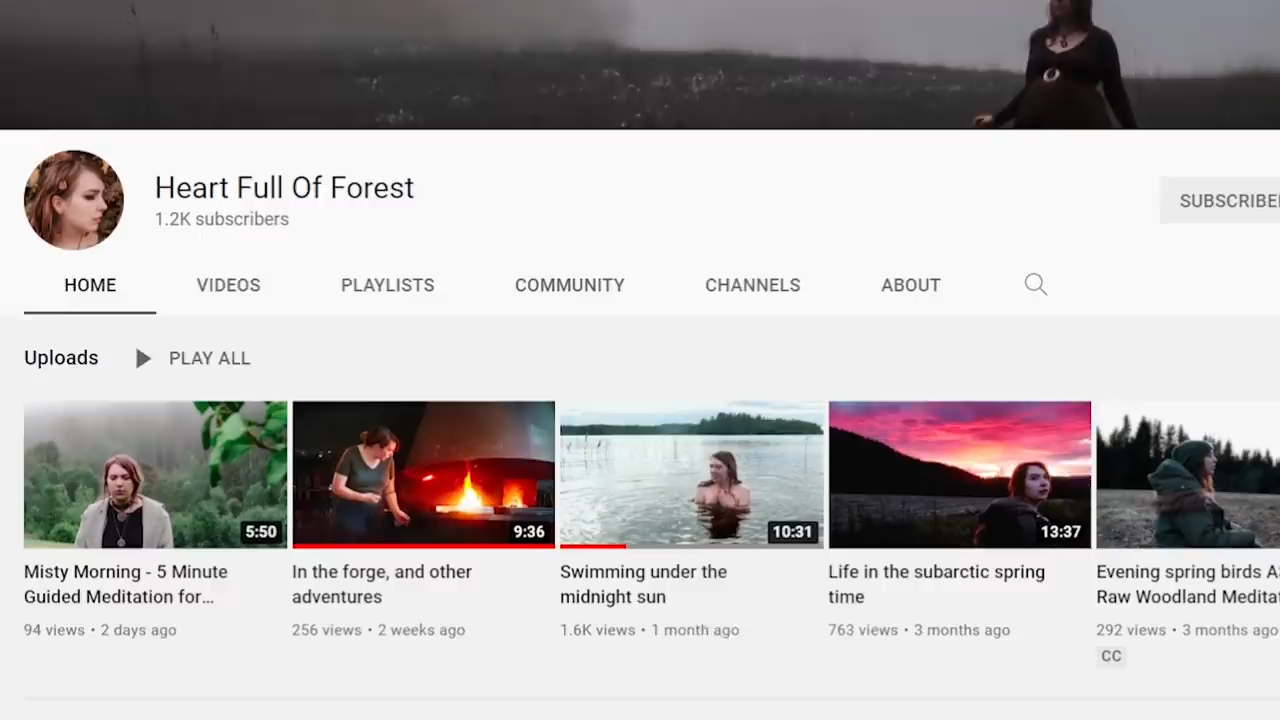 Heart Full Of Forest
1.2K subscribers
HOME VIDEOS PLAYLISTS COMMUNITY CHANNELS ABOUT
Uploads PLAY ALL
5:50 9:36 10:31 13:37
Misty Morning - 5 Minute
Guided Meditation for...
94 views • 2 days ago
In the forge, and other
adventures
256 views • 2 weeks ago
Swimming under the
midnight sun
1.6K views • 1 month ago
Life in the subarctic spring
time
763 views • 3 months ago
Evening spring birds
Raw Woodland
292 views • 3 months ago
CC